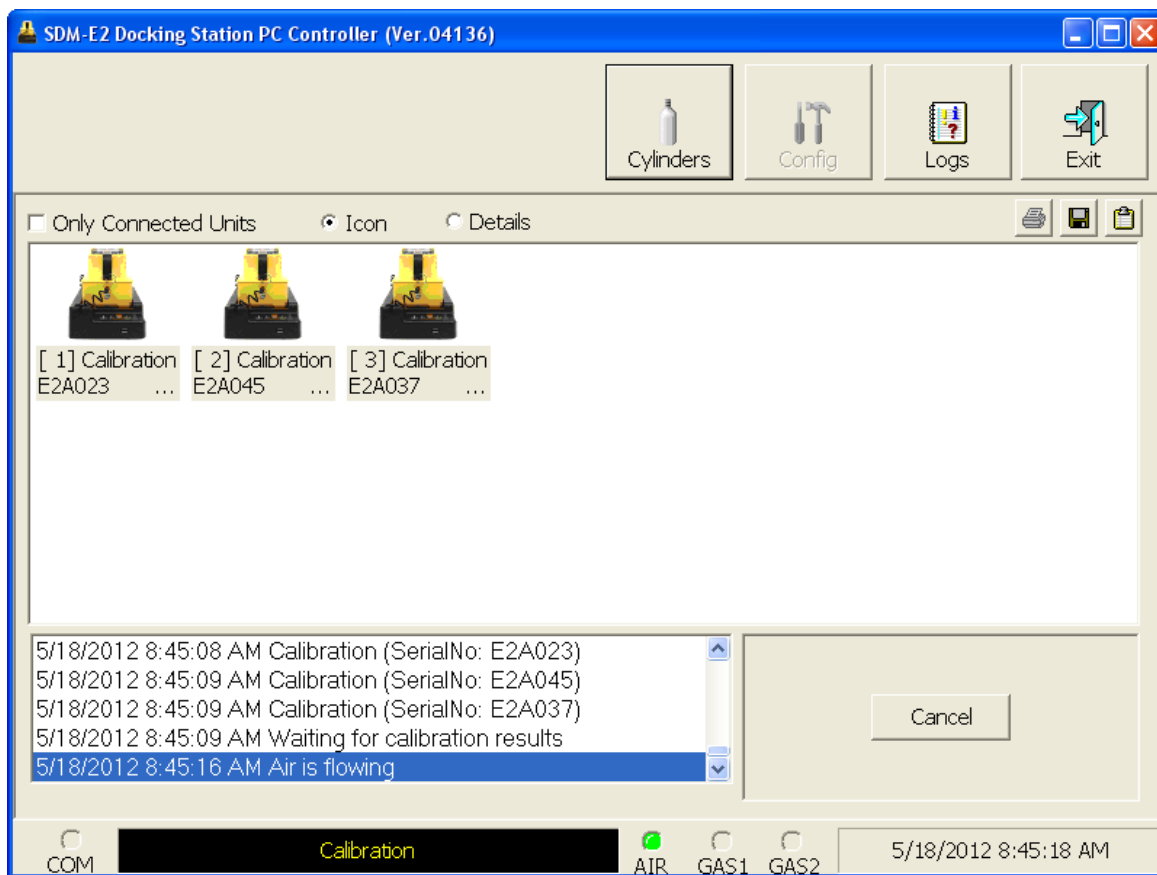 SDM-E2 Docking Station PC Controller (Ver.04136)
Cylinders
Config
Logs
Exit
Only Connected Units
Icon
Details
[ 1] Calibration
E2A023 ...
[ 2] Calibration
E2A045 ...
[ 3] Calibration
E2A037 ...
5/18/2012 8:45:08 AM Calibration (SerialNo: E2A023)
5/18/2012 8:45:09 AM Calibration (SerialNo: E2A045)
5/18/2012 8:45:09 AM Calibration (SerialNo: E2A037)
5/18/2012 8:45:09 AM Waiting for calibration results
5/18/2012 8:45:16 AM Air is flowing
Cancel
COM
Calibration
AIR
GAS1
GAS2
5/18/2012 8:45:18 AM